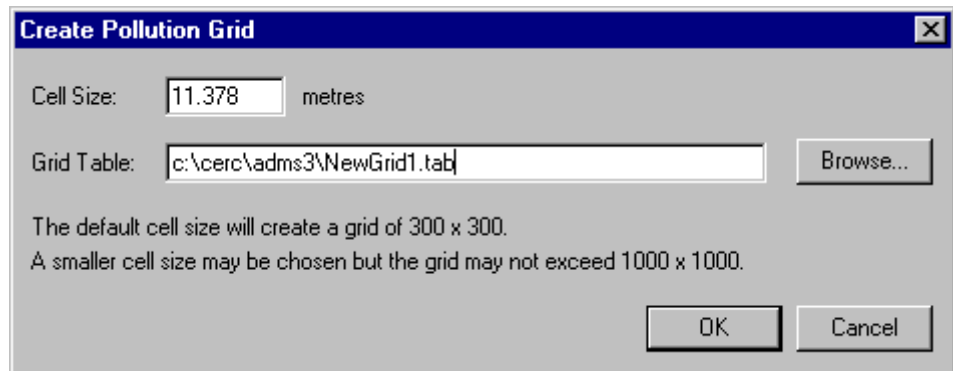 Create Pollution Grid
Cell Size: 11.378 metres
Grid Table: c:\cerc\adms3\NewGrid1.tab Browse...
The default cell size will create a grid of 300 x 300.
A smaller cell size may be chosen but the grid may not exceed 1000 x 1000.
OK Cancel